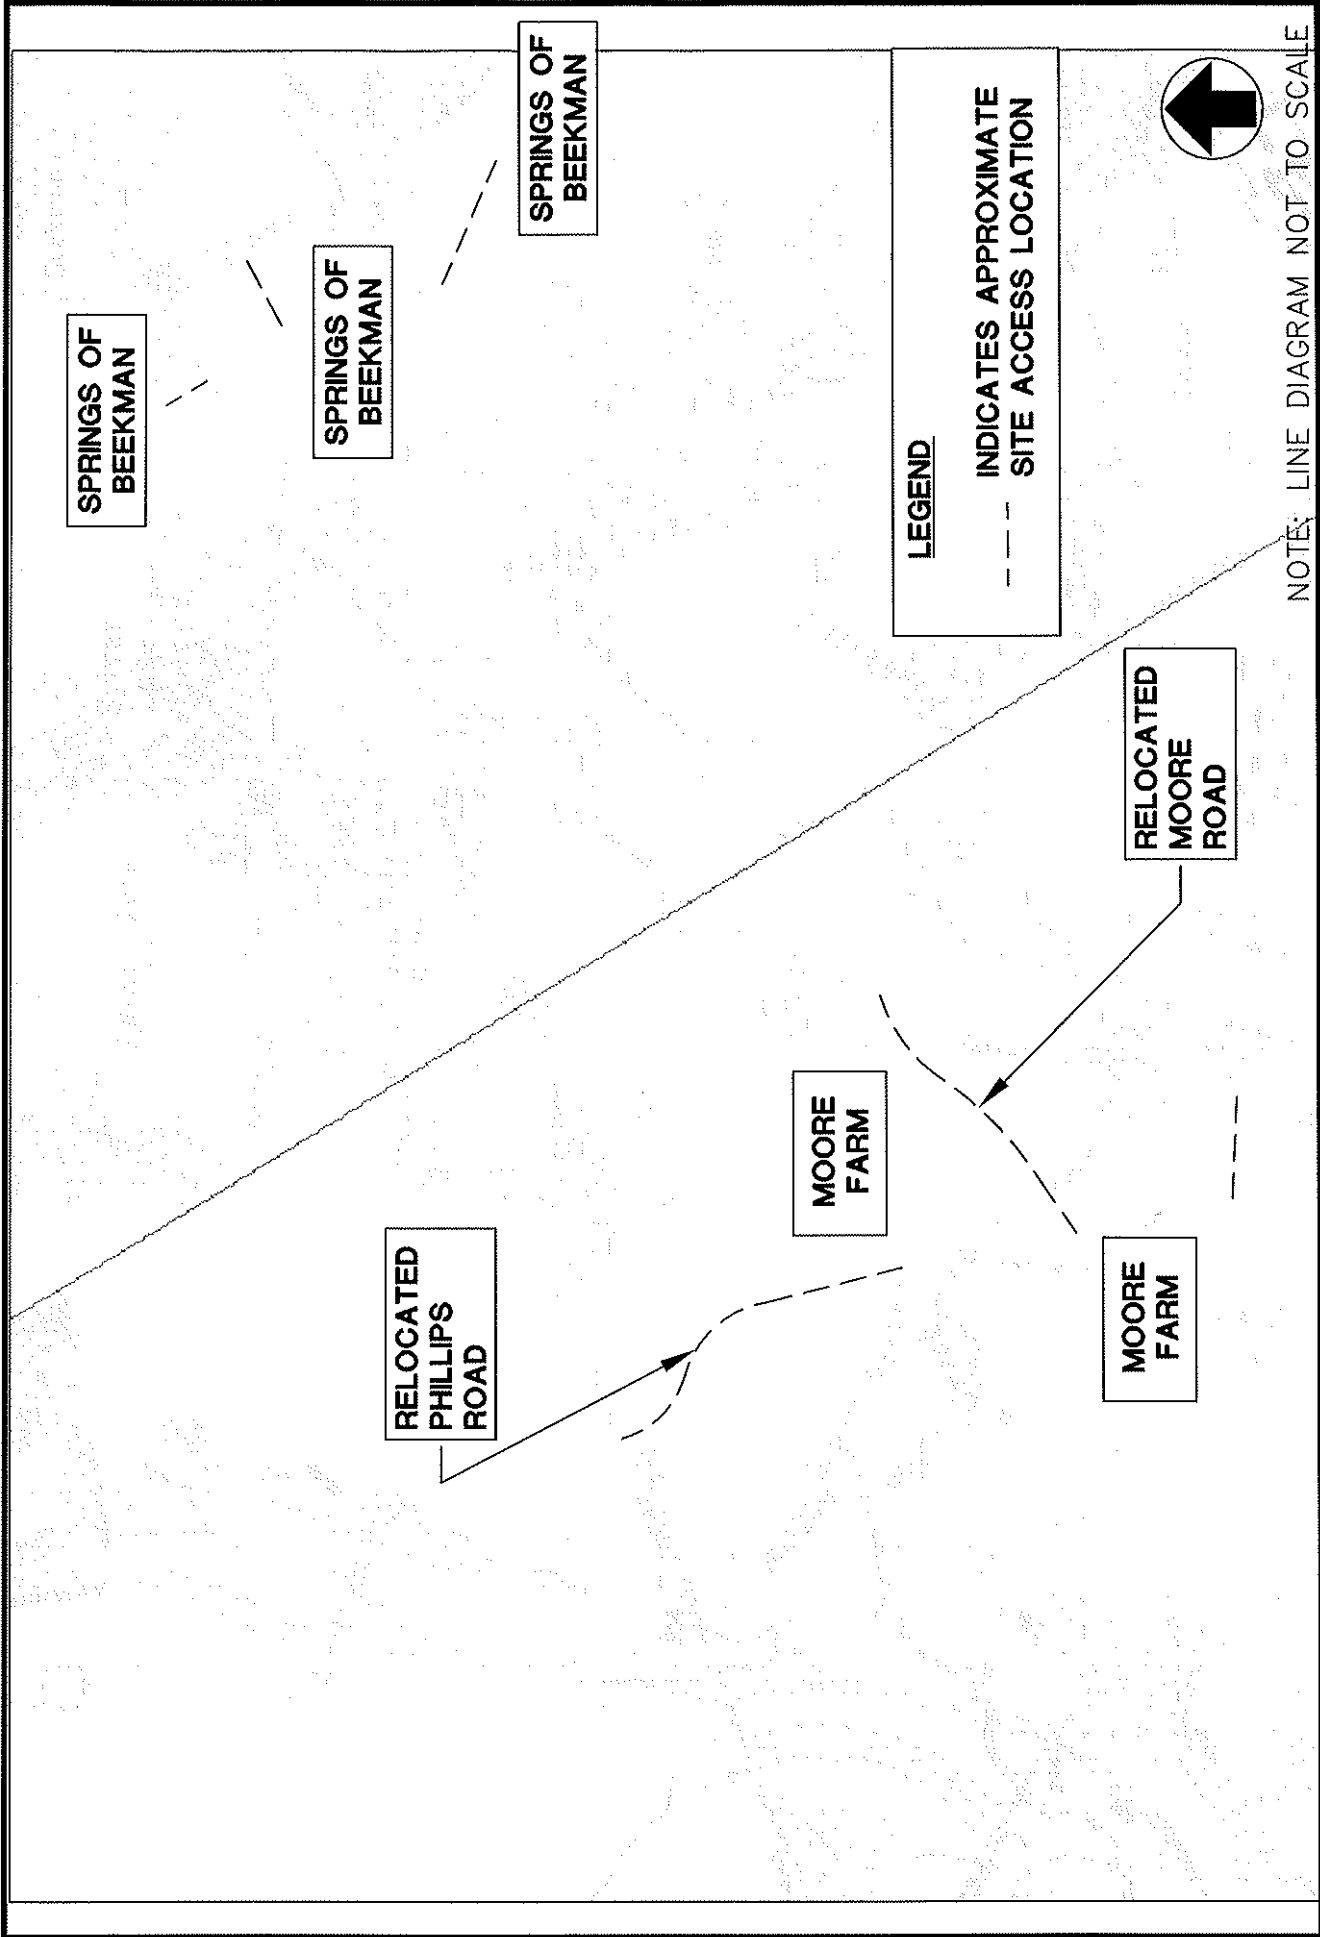 SPRINGS OF
BEEKMAN
SPRINGS OF
BEEKMAN
SPRINGS OF
BEEKMAN
RELOCATED
PHILLIPS
ROAD
MOORE
FARM
MOORE
FARM
RELOCATED
MOORE
ROAD
LEGEND
INDICATES APPROXIMATE
SITE ACCESS LOCATION
NOTE: LINE DIAGRAM NOT TO SCALE